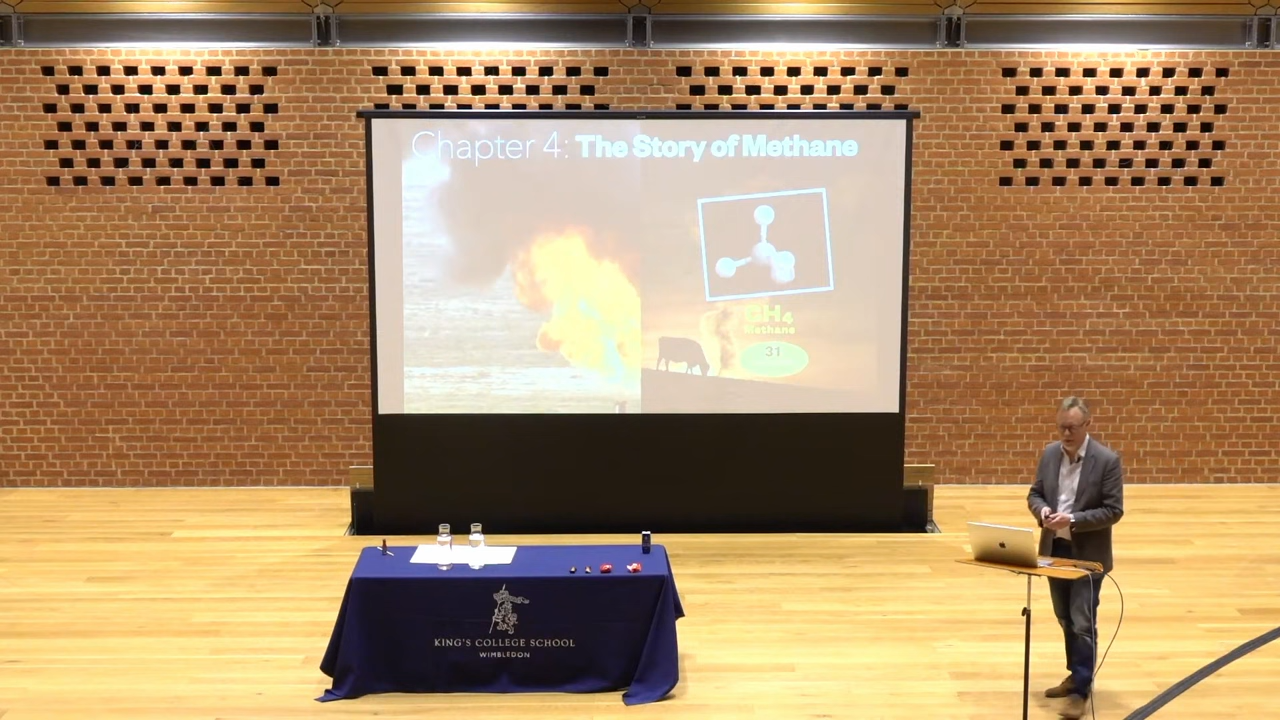 Chapter 4: The Story of Methane
CH4
Methane
31
KING'S COLLEGE SCHOOL
WIMBLEDON